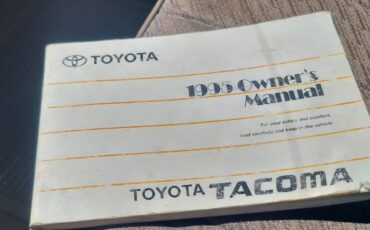 TOYOTA
1995 Owner's
Manual
For your safety and comfort,
read carefully and keep in the vehicle
TOYOTA TACOMA